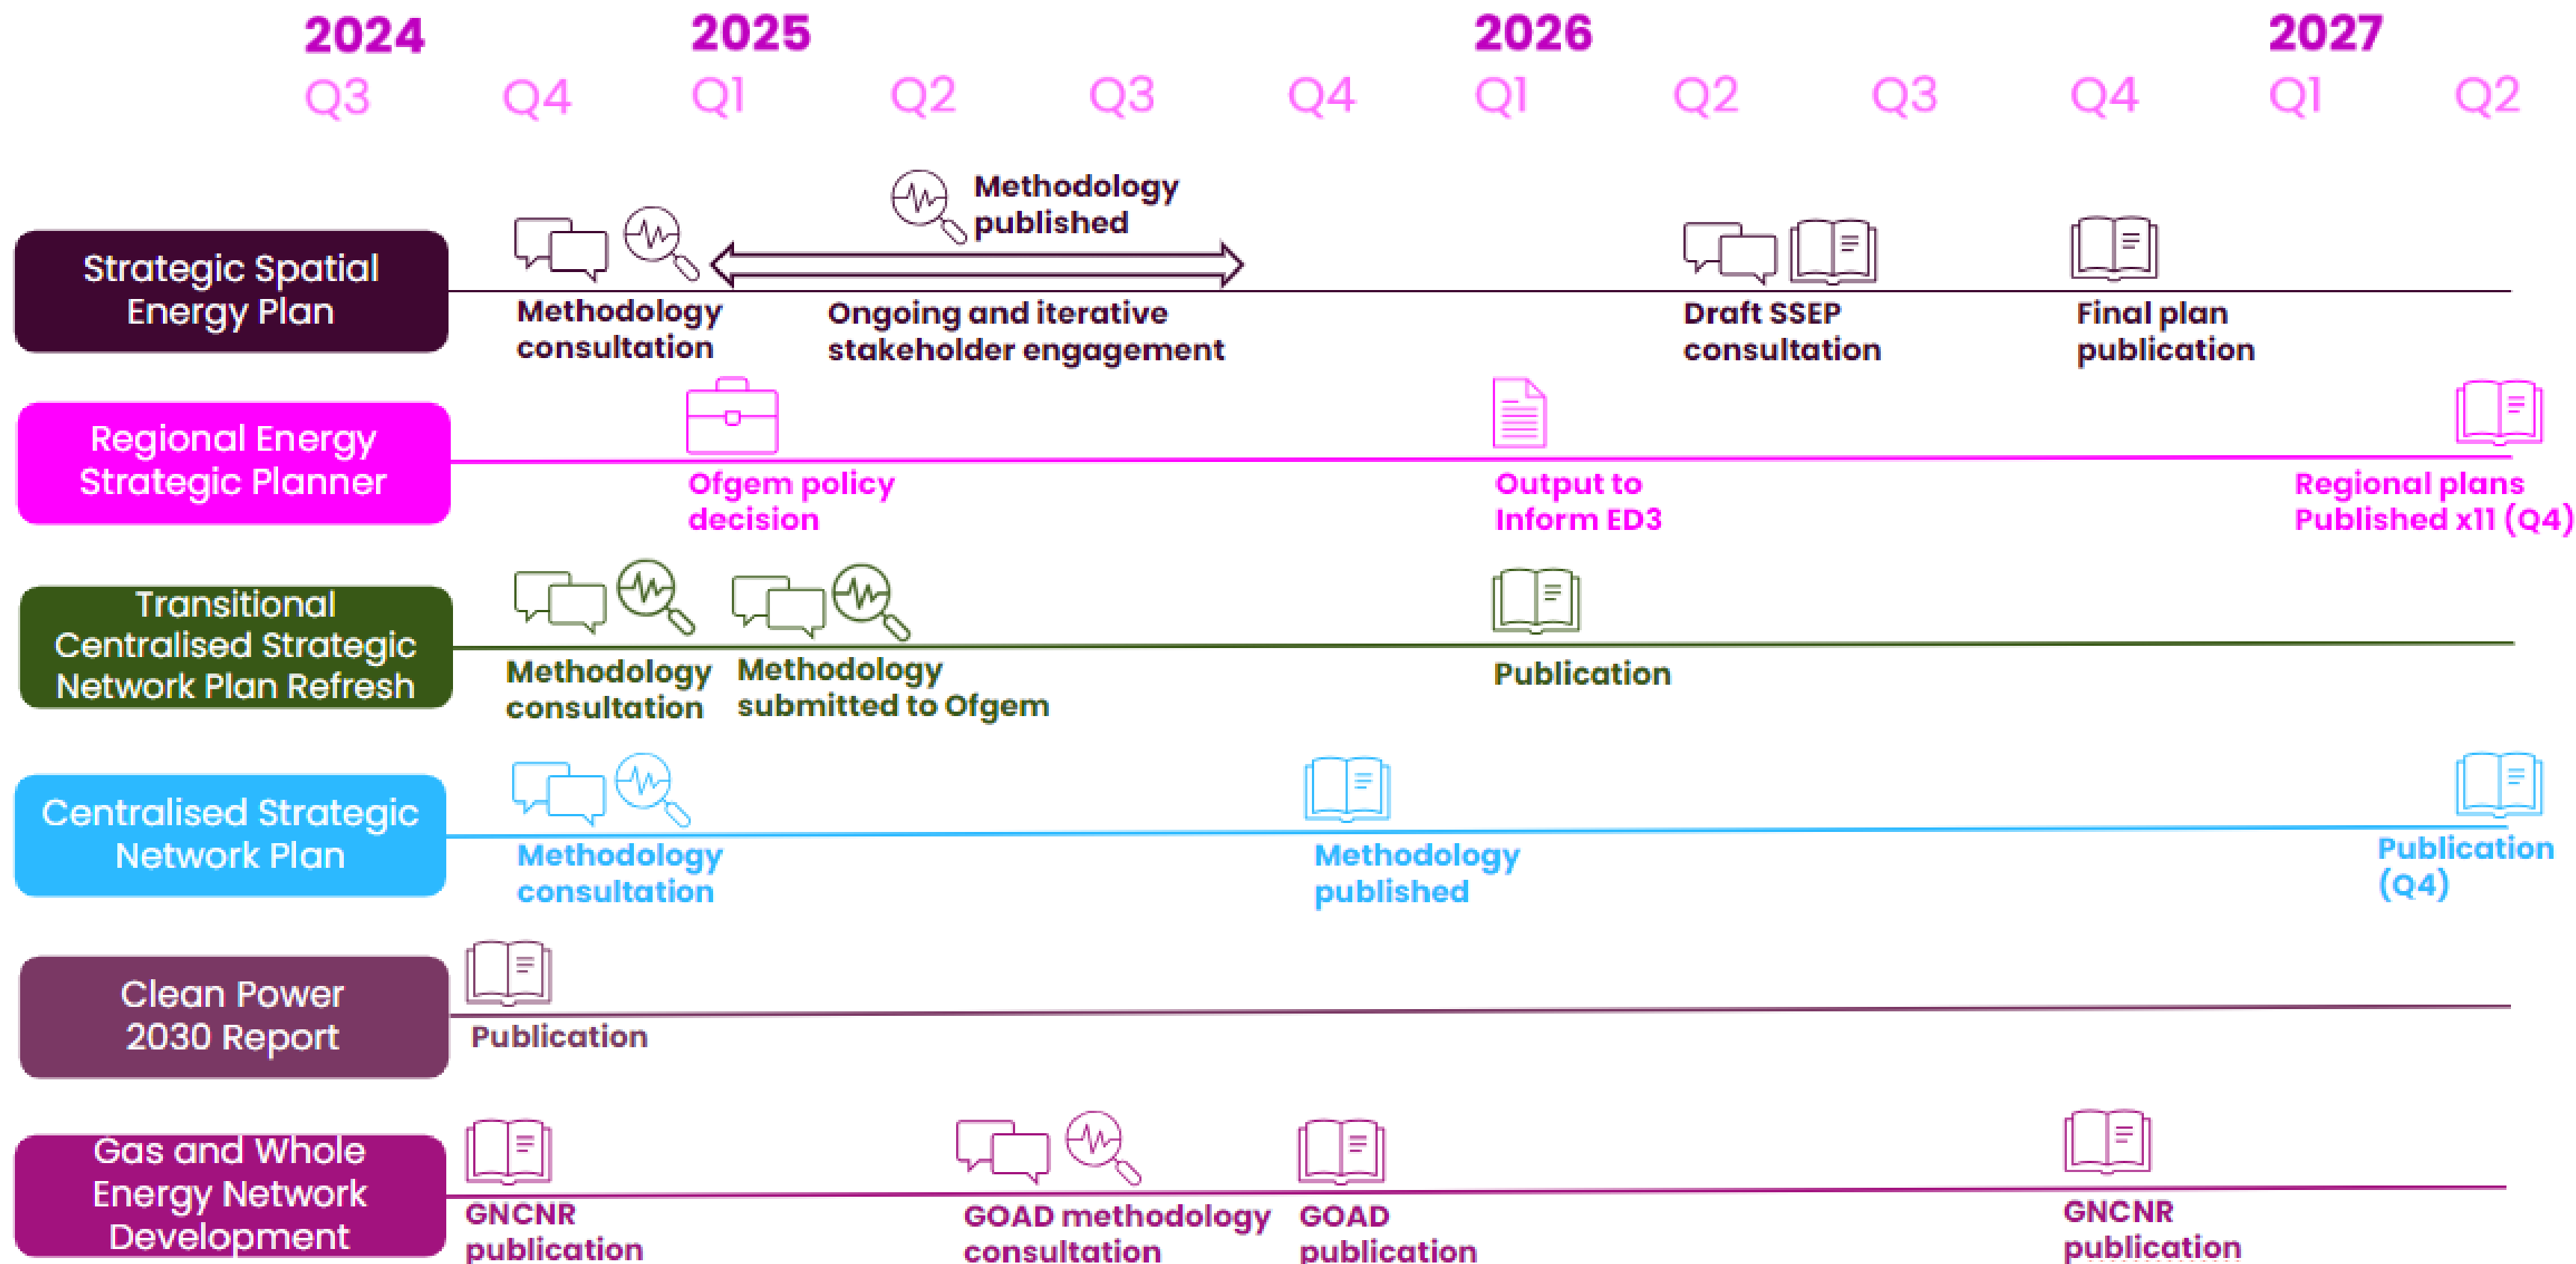 2024 2025 2026 2027
Q3 Q4 Q1 Q2 Q3 Q4 Q1 Q2 Q3 Q4 Q1 Q2
Strategic Spatial
Energy Plan
Methodology
consultation
Methodology
published
Ongoing and iterative
stakeholder engagement
Draft SSEP
consultation
Final plan
publication
Regional Energy
Strategic Planner
Ofgem policy
decision
Output to
Inform ED3
Regional plans
Published x11 (Q4)
Transitional
Centralised Strategic
Network Plan Refresh
Methodology
consultation
Methodology
submitted to Ofgem
Publication
Centralised Strategic
Network Plan
Methodology
consultation
Methodology
published
Publication
(Q4)
Clean Power
2030 Report
Publication
Gas and Whole
Energy Network
Development
GNCNR
publication
GOAD methodology
consultation
GOAD
publication
GNCNR
publication